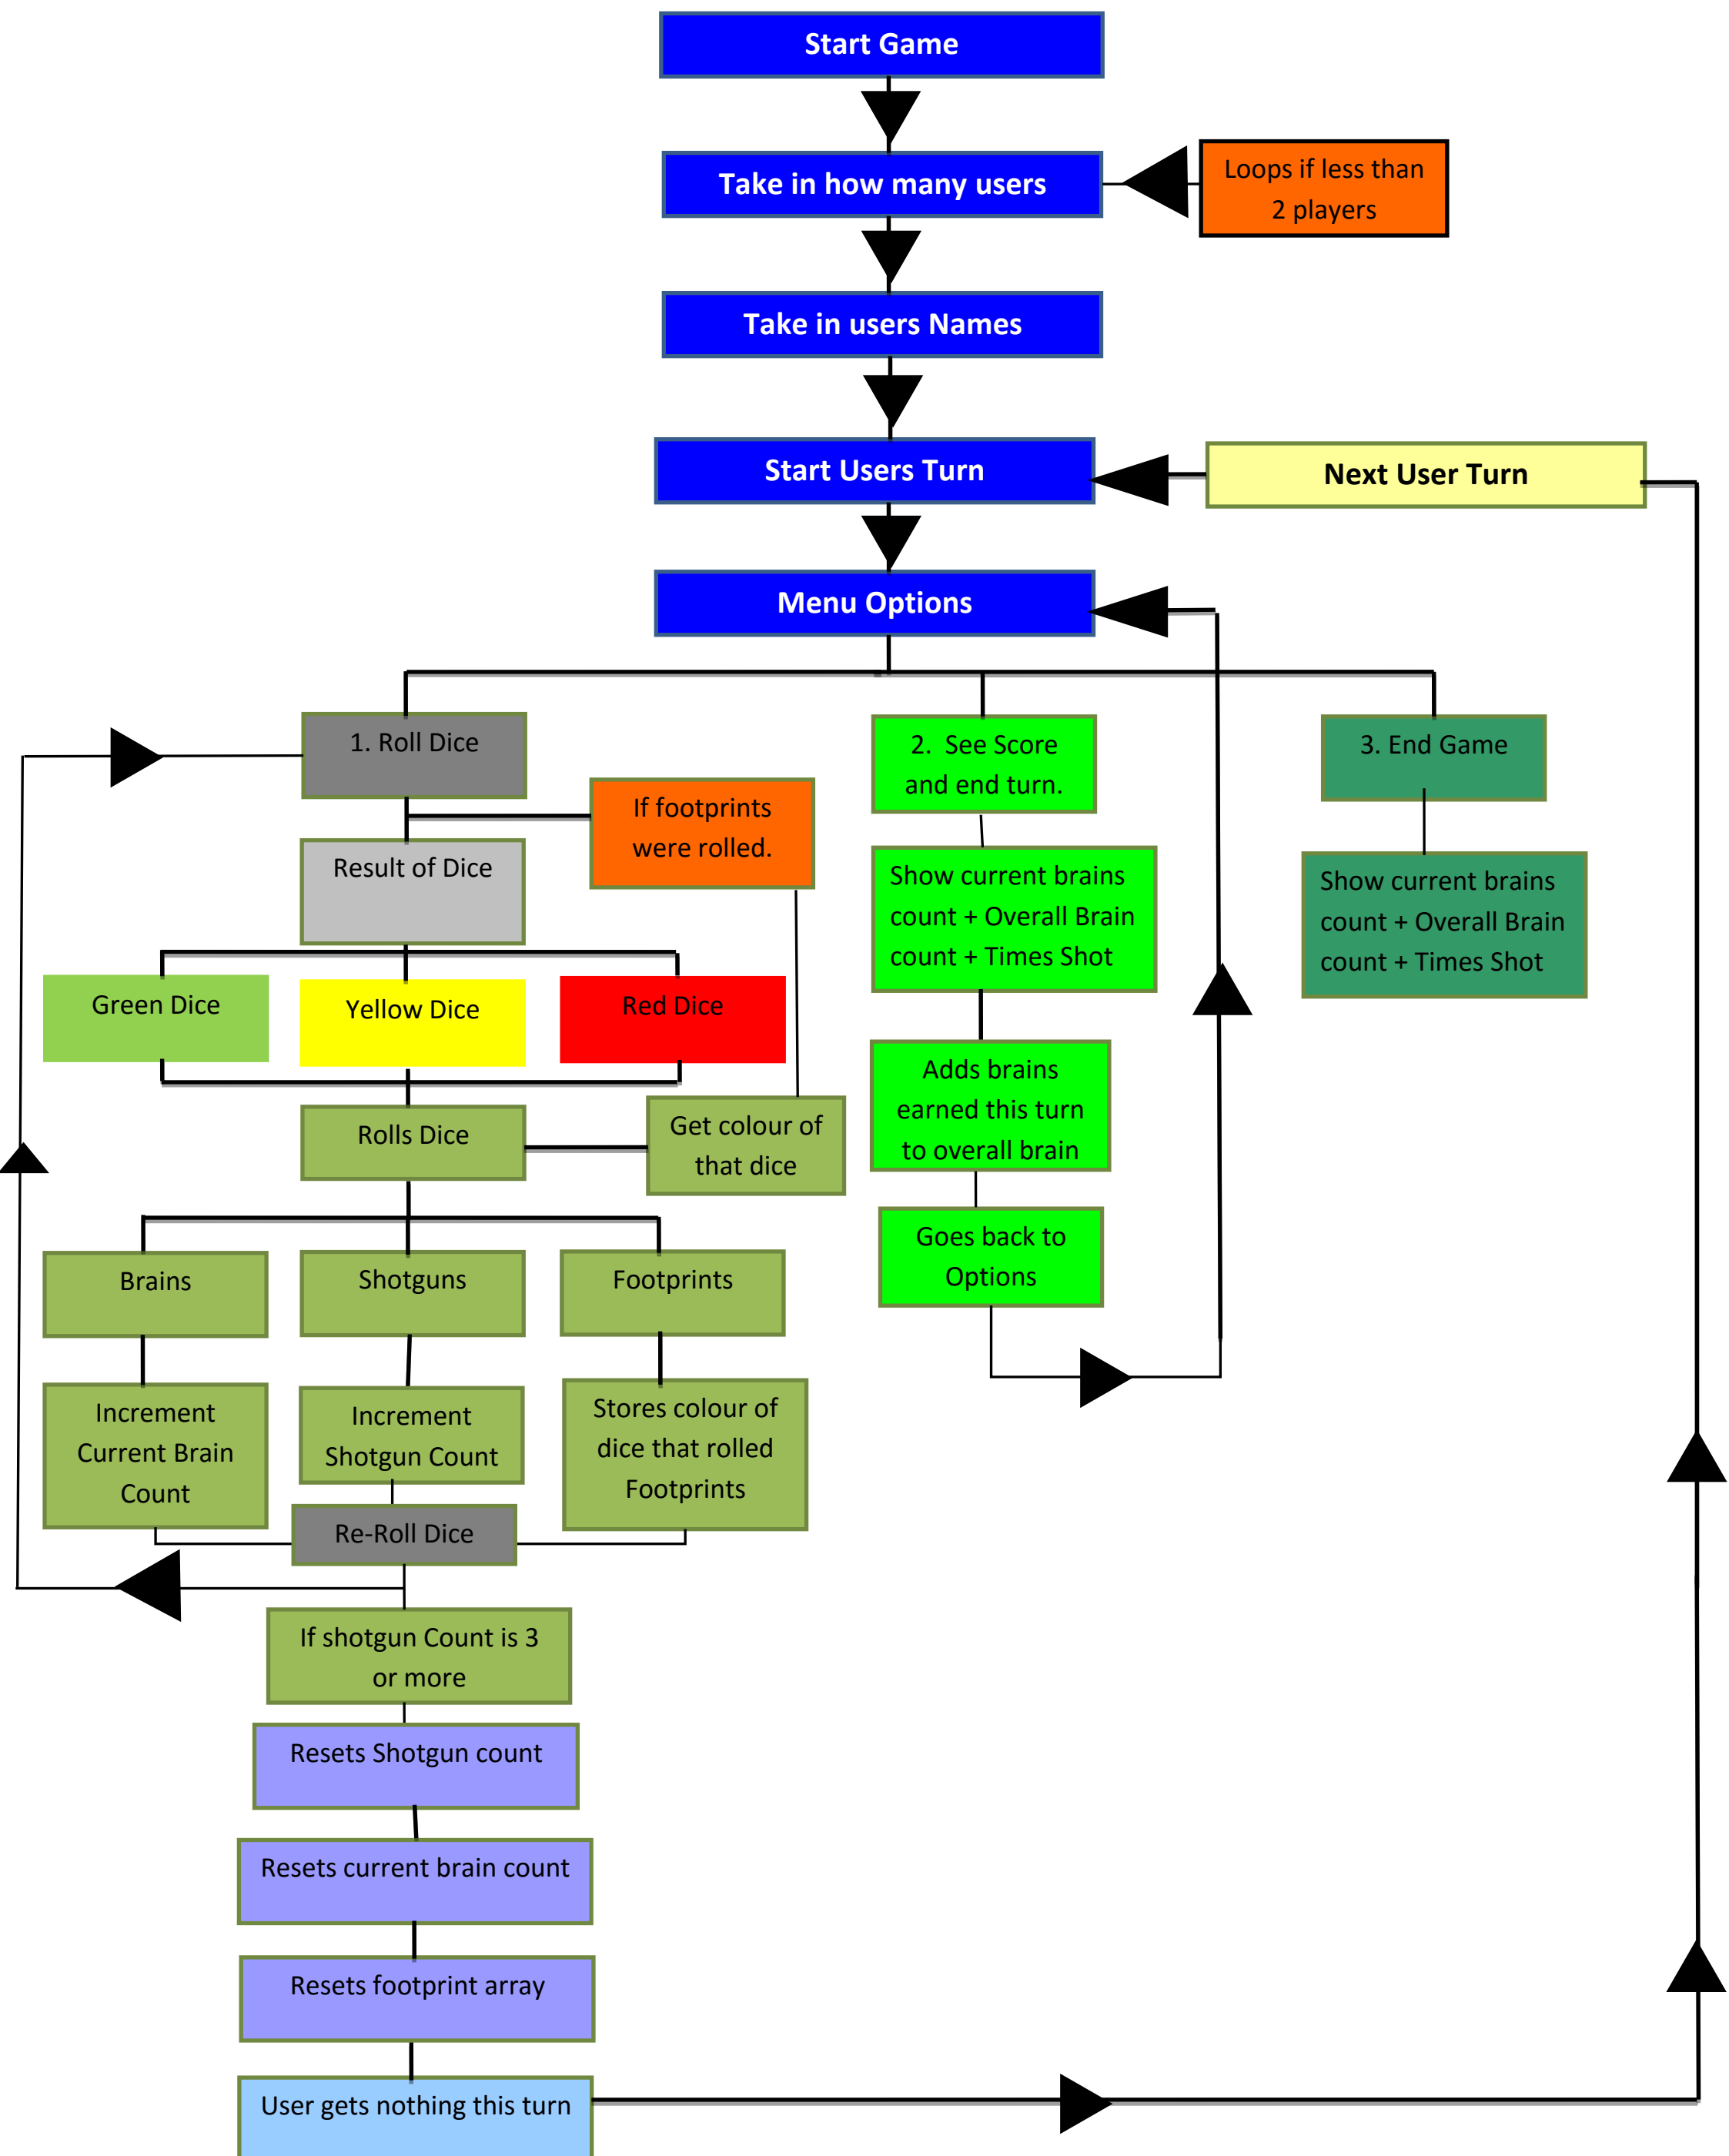 Start Game
Take in how many users
Loops if less than
2 players
Take in users Names
Start Users Turn
Next User Turn
Menu Options
1. Roll Dice
2. See Score
and end turn.
3. End Game
If footprints
were rolled.
Result of Dice
Show current brains
count + Overall Brain
count + Times Shot
Show current brains
count + Overall Brain
count + Times Shot
Green Dice
Yellow Dice
Red Dice
Adds brains
earned this turn
to overall brain
Rolls Dice
Get colour of
that dice
Goes back to
Options
Brains
Shotguns
Footprints
Increment
Current Brain
Count
Increment
Shotgun Count
Stores colour of
dice that rolled
Footprints
Re-Roll Dice
If shotgun Count is 3
or more
Resets Shotgun count
Resets current brain count
Resets footprint array
User gets nothing this turn